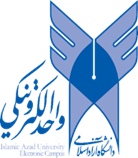 واحد الکترونیکی
دانشگاه آزاد اسلامی
Islamic Azad University
Electronic Campus